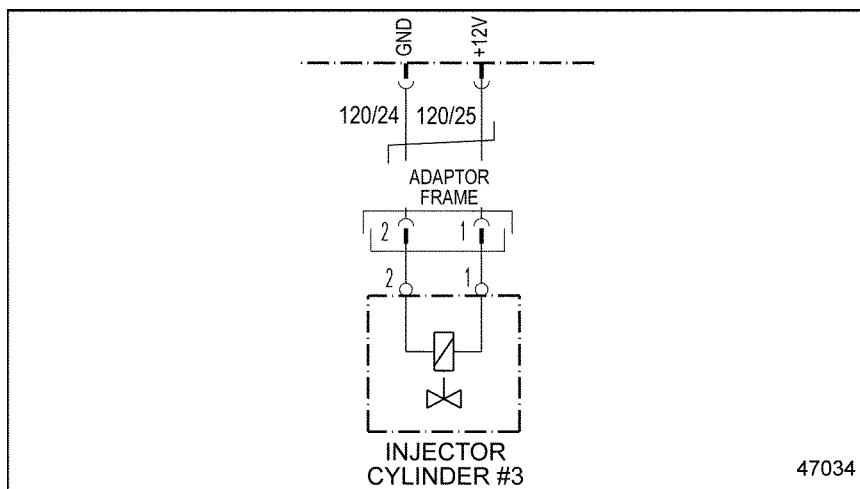 GND +12V
120/24 120/25
ADAPTOR
FRAME
2 1
2 1
INJECTOR
CYLINDER #3
47034